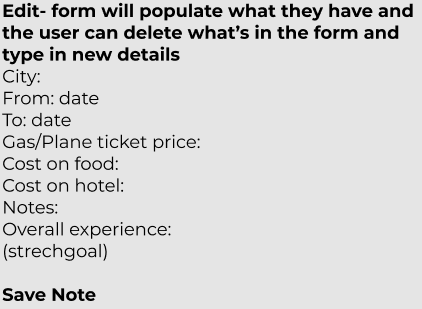 Edit- form will populate what they have and
the user can delete what's in the form and
type in new details
City:
From: date
To: date
Gas/Plane ticket price:
Cost on food:
Cost on hotel:
Notes:
Overall experience:
(strechgoal)
Save Note